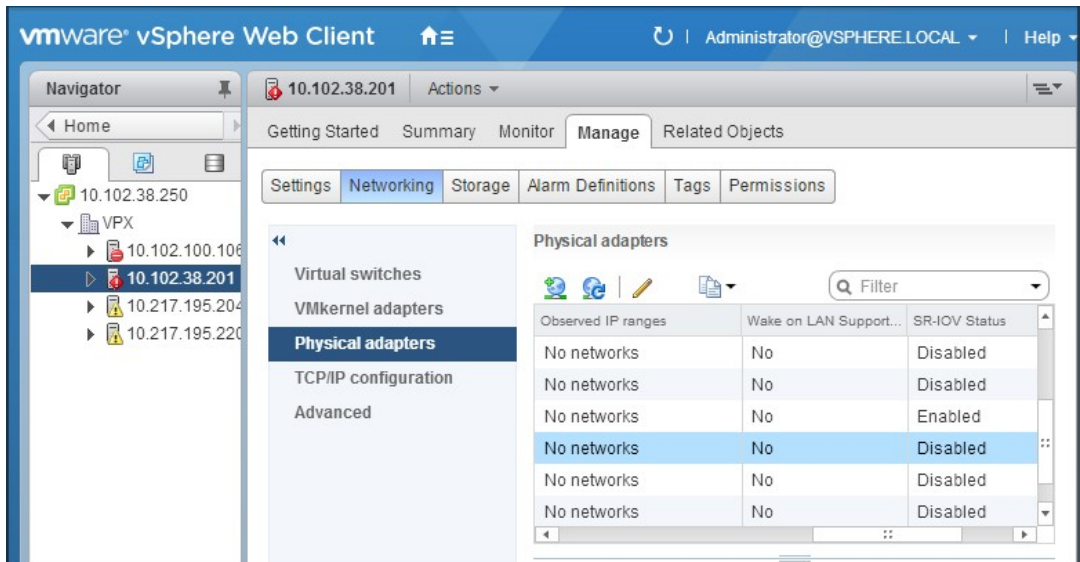 vmware® vSphere Web Client
Administrator@VSPHERE.LOCAL
Help
Navigator
10.102.38.201 Actions
Home
Getting Started Summary Monitor Manage Related Objects
Settings Networking Storage Alarm Definitions Tags Permissions
10.102.38.250
VPX
10.102.100.106
10.102.38.201
10.217.195.204
10.217.195.220
Virtual switches
VMkernel adapters
Physical adapters
TCP/IP configuration
Advanced
Physical adapters
Filter
Observed IP ranges Wake on LAN Support... SR-IOV Status
No networks No Disabled
No networks No Disabled
No networks No Enabled
No networks No Disabled
No networks No Disabled
No networks No Disabled